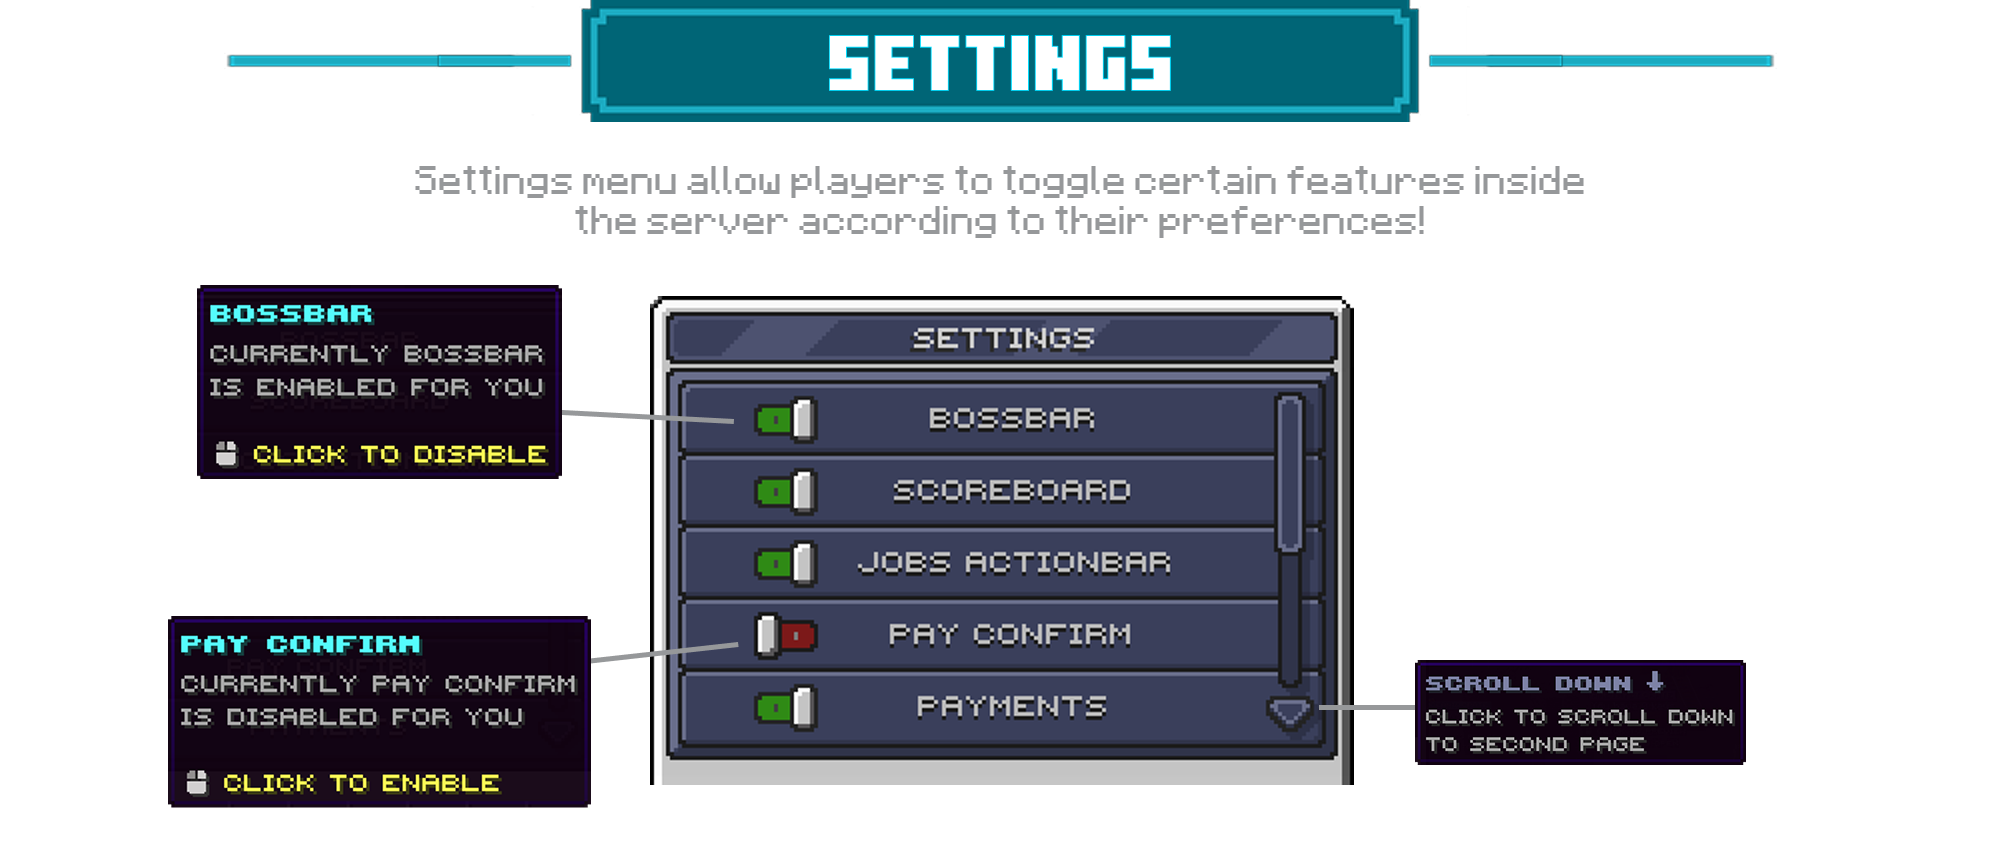 SETTINGS
Settings menu allow players to toggle certain features inside
the server according to their preferences!
BOSSBAR
CURRENTLY BOSSBAR
IS ENABLED FOR YOU
CLICK TO DISABLE
SETTINGS
BOSSBAR
SCOREBOARD
JOBS ACTIONBAR
PAY CONFIRM
PAYMENTS
PAY CONFIRM
CURRENTLY PAY CONFIRM
IS DISABLED FOR YOU
CLICK TO ENABLE
SCROLL DOWN ↓
CLICK TO SCROLL DOWN
TO SECOND PAGE